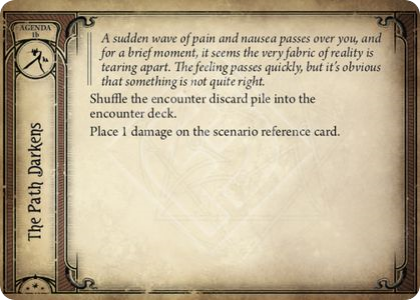 AGENDA
1b
The Path Darkens
A sudden wave of pain and nausea passes over you, and
for a brief moment, it seems the very fabric of reality is
tearing apart. The feeling passes quickly, but it's obvious
that something is not quite right.
Shuffle the encounter discard pile into the
encounter deck.
Place 1 damage on the scenario reference card.